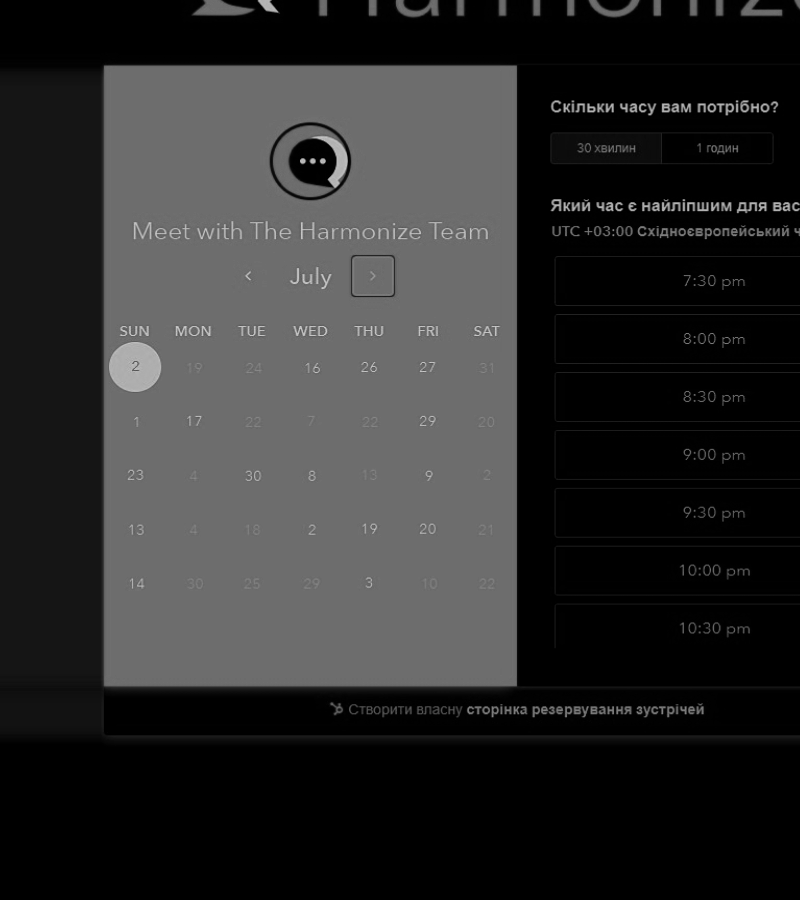 Harmonize
Meet with The Harmonize Team
July
SUN MON TUE WED THU FRI SAT
2 19 24 16 26 27 31
1 17 22 7 22 29 20
23 4 30 8 13 9 2
13 4 18 2 19 20 21
14 30 25 29 3 10 22
Скільки часу вам потрібно?
30 хвилин 1 годин
Який час є найліпшим для вас
UTC +03:00 Східноєвропейський ч
7:30 pm
8:00 pm
8:30 pm
9:00 pm
9:30 pm
10:00 pm
10:30 pm
Створити власну сторінка резервування зустрічей